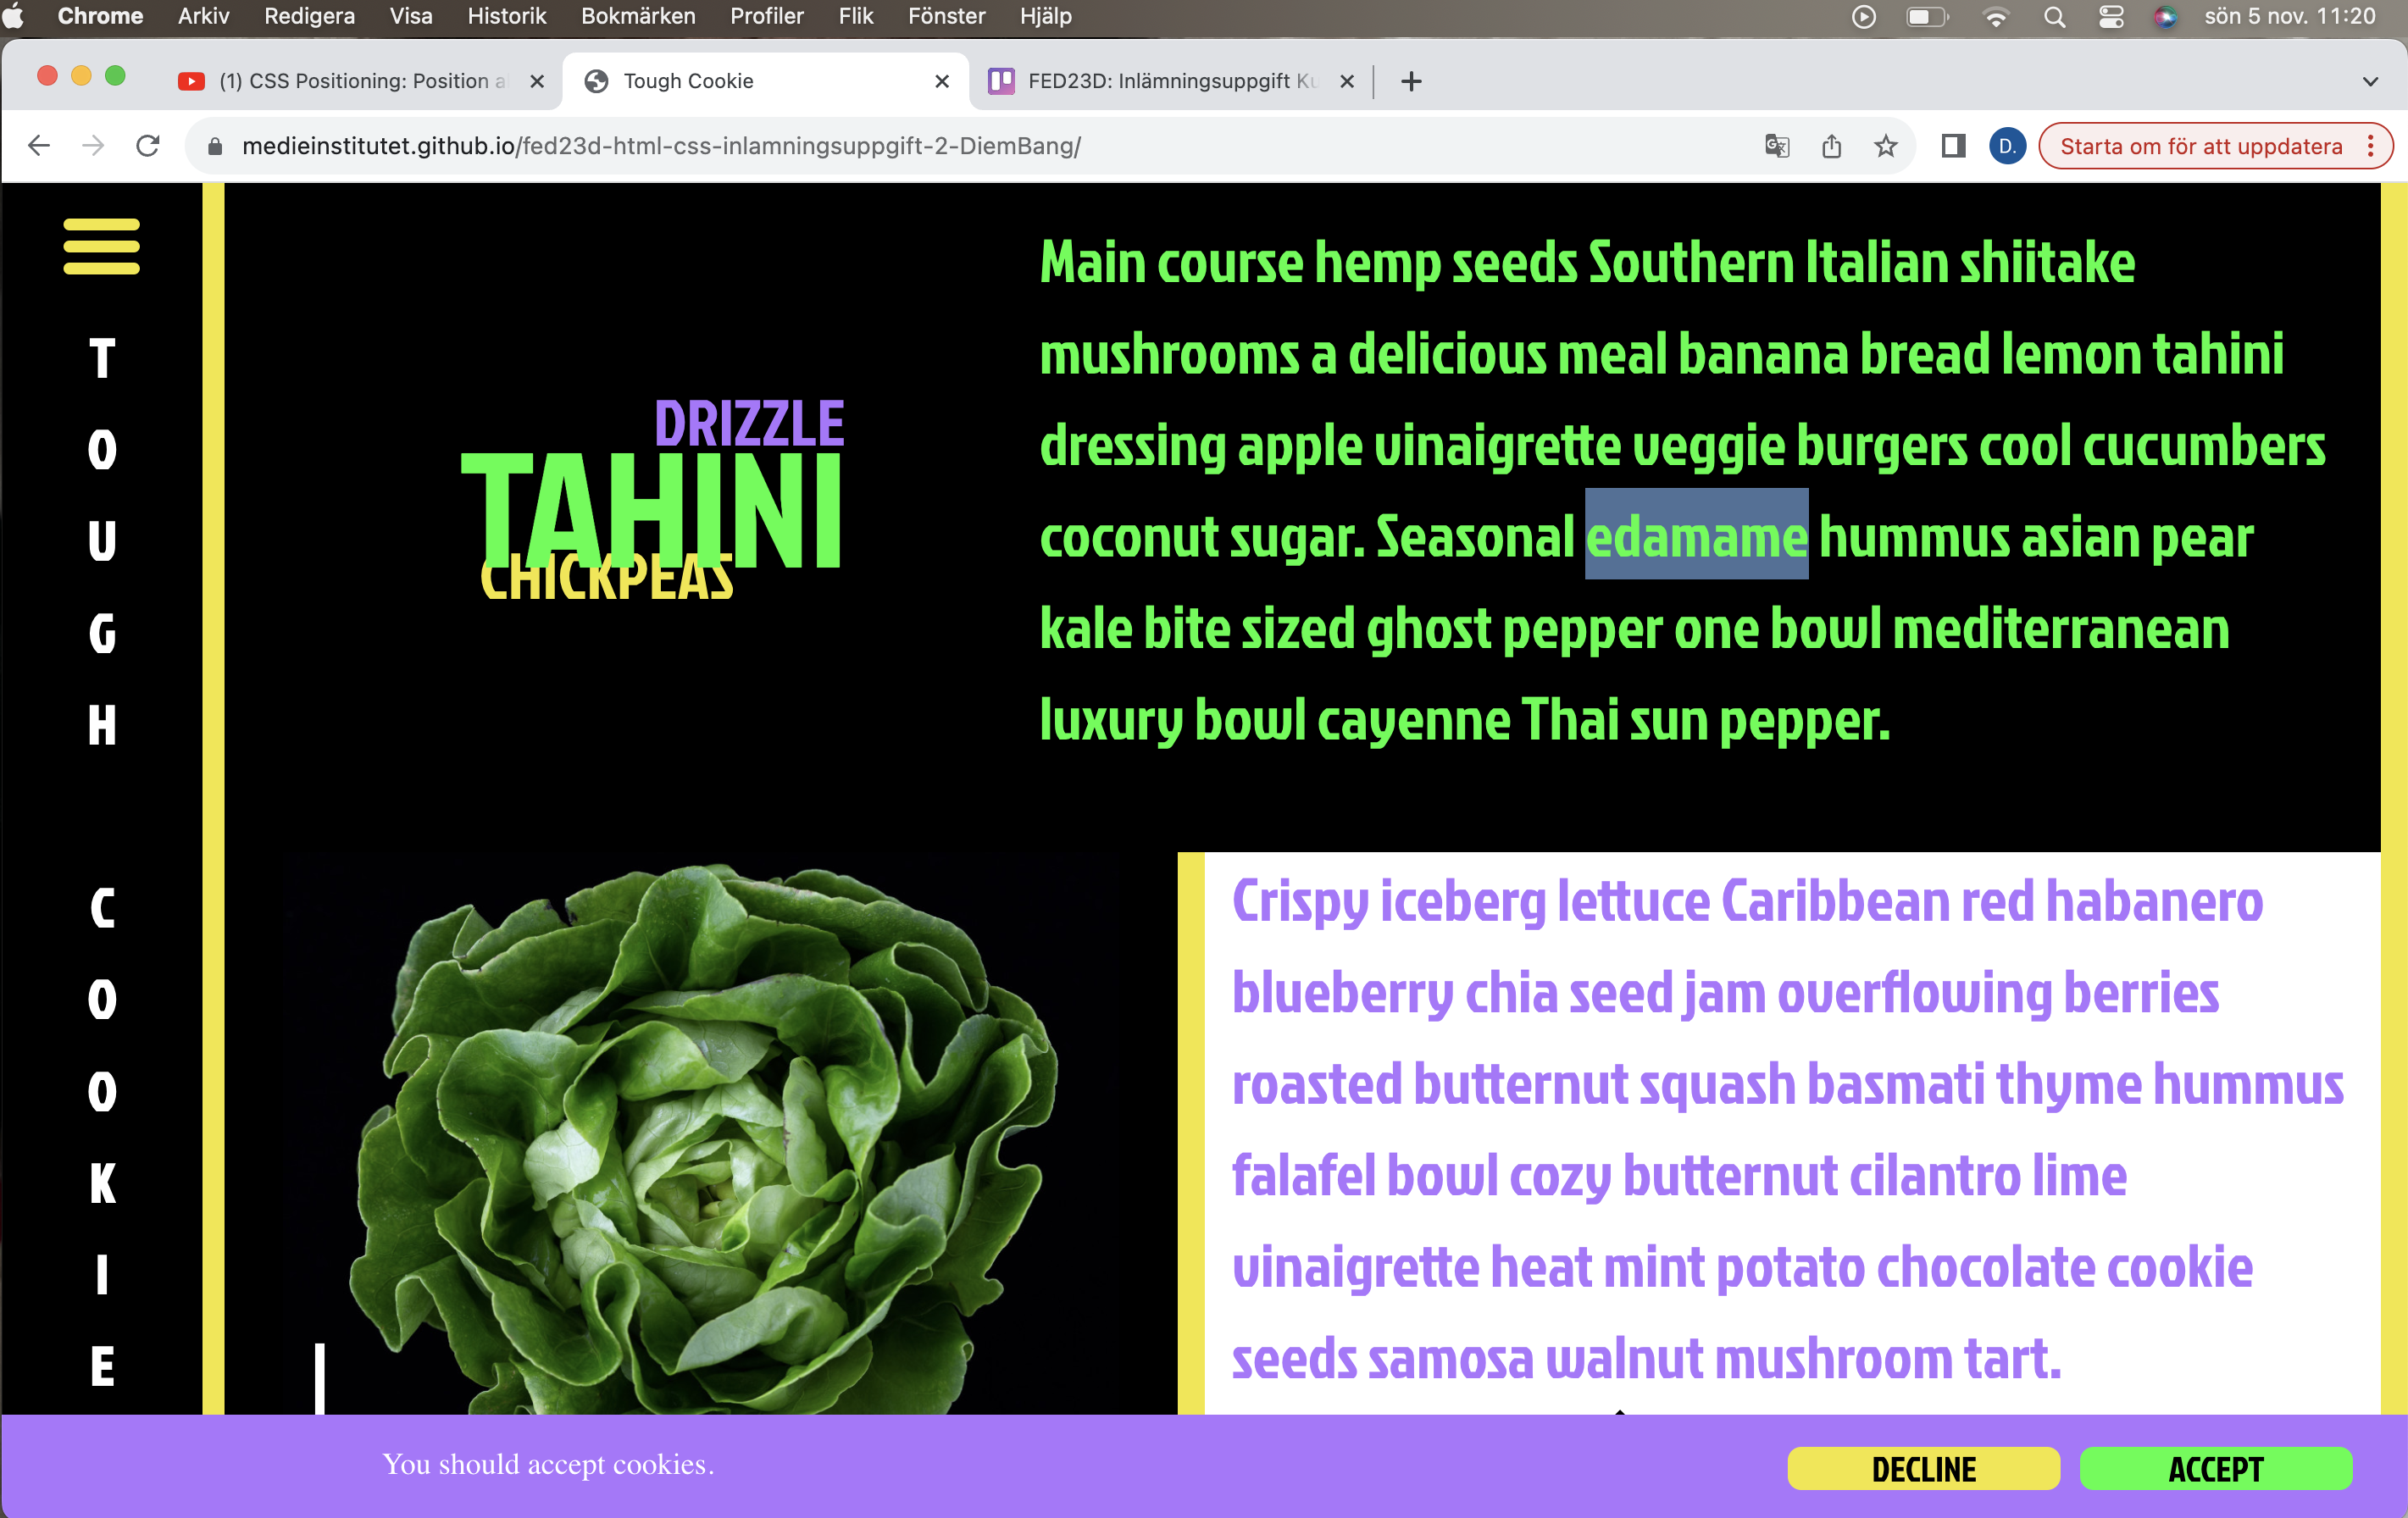 Chrome Arkiv Redigera Visa Historik Bokmärken Profiler Flik Fönster Hjälp sön 5 nov. 11:20
(1) CSS Positioning: Position a
Tough Cookie
FED23D: Inlämningsuppgift Ku
medieinstitutet.github.io/fed23d-html-css-inlamningsuppgift-2-DiemBang/
D.
Starta om för att uppdatera
T
O
U
G
H
C
O
O
K
I
E
DRIZZLE
TAHINI
CHICKPEAS
Main course hemp seeds Southern Italian shiitake
mushrooms a delicious meal banana bread lemon tahini
dressing apple vinaigrette veggie burgers cool cucumbers
coconut sugar. Seasonal edamame hummus asian pear
kale bite sized ghost pepper one bowl mediterranean
luxury bowl cayenne Thai sun pepper.
Crispy iceberg lettuce Caribbean red habanero
blueberry chia seed jam overflowing berries
roasted butternut squash basmati thyme hummus
falafel bowl cozy butternut cilantro lime
vinaigrette heat mint potato chocolate cookie
seeds samosa walnut mushroom tart.
You should accept cookies.
DECLINE
ACCEPT